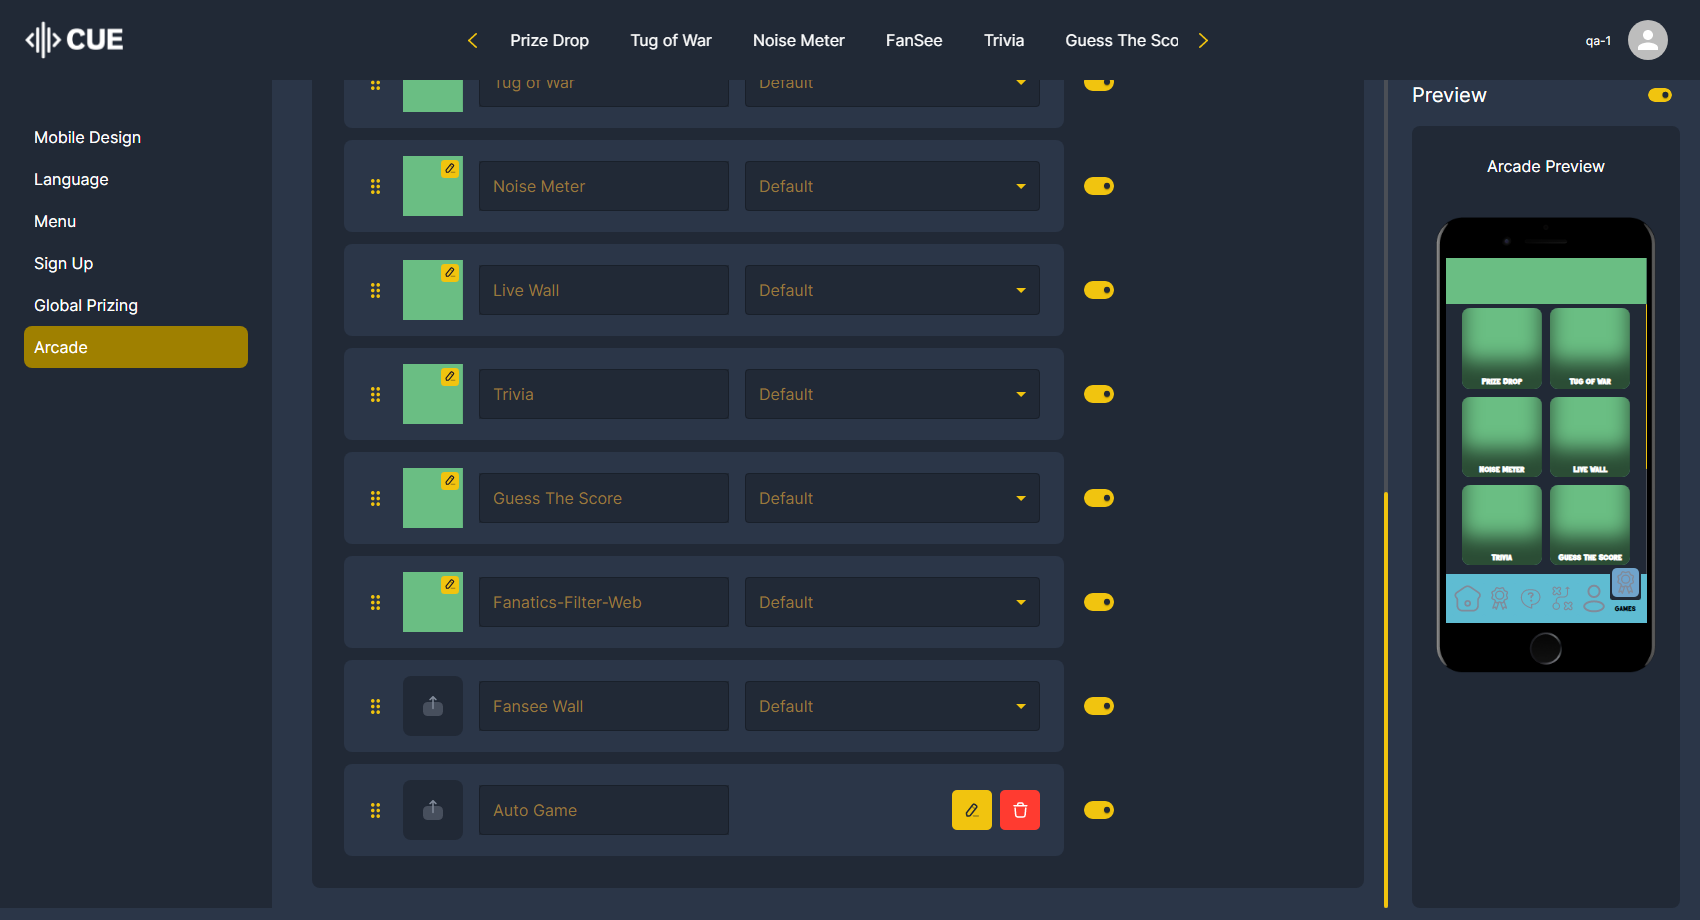 CUE
Prize Drop
Tug of War
Noise Meter
FanSee
Trivia
Guess The Sco
qa-1
Mobile Design
Language
Menu
Sign Up
Global Prizing
Arcade
Tug of War
Default
Noise Meter
Default
Live Wall
Default
Trivia
Default
Guess The Score
Default
Fanatics-Filter-Web
Default
Fansee Wall
Default
Auto Game
Preview
Arcade Preview
Prize Drop
Tug of War
Noise Meter
Live Wall
Trivia
Guess The Score
GAMES